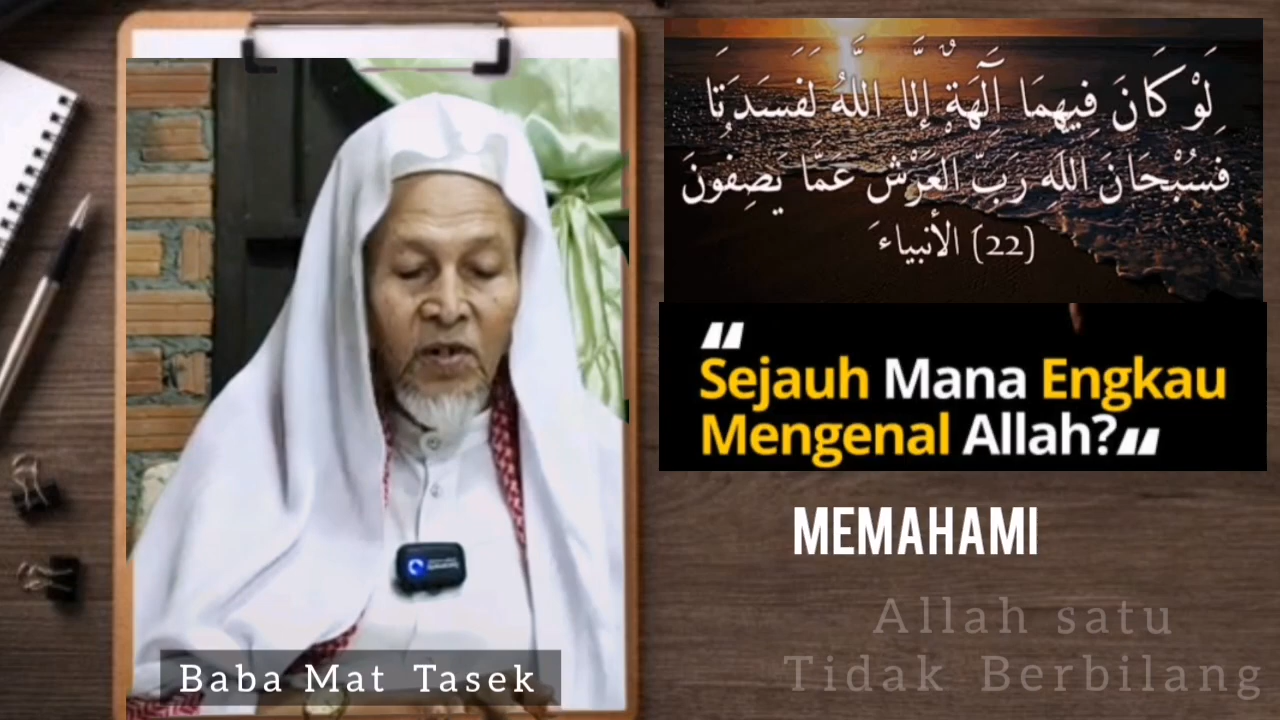 لَوْ كَانَ فِيهِمَا آلِهَةٌ إِلَّا اللَّهُ لَفَسَدَتَا
فَسُبْحَانَ اللَّهِ رَبِّ الْعَرْشِ عَمَّا يَصِفُونَ
(22) الأنبياء
Sejauh Mana Engkau
Mengenal Allah?
MEMAHAMI
Allah satu
Tidak Berbilang
Baba Mat Tasek